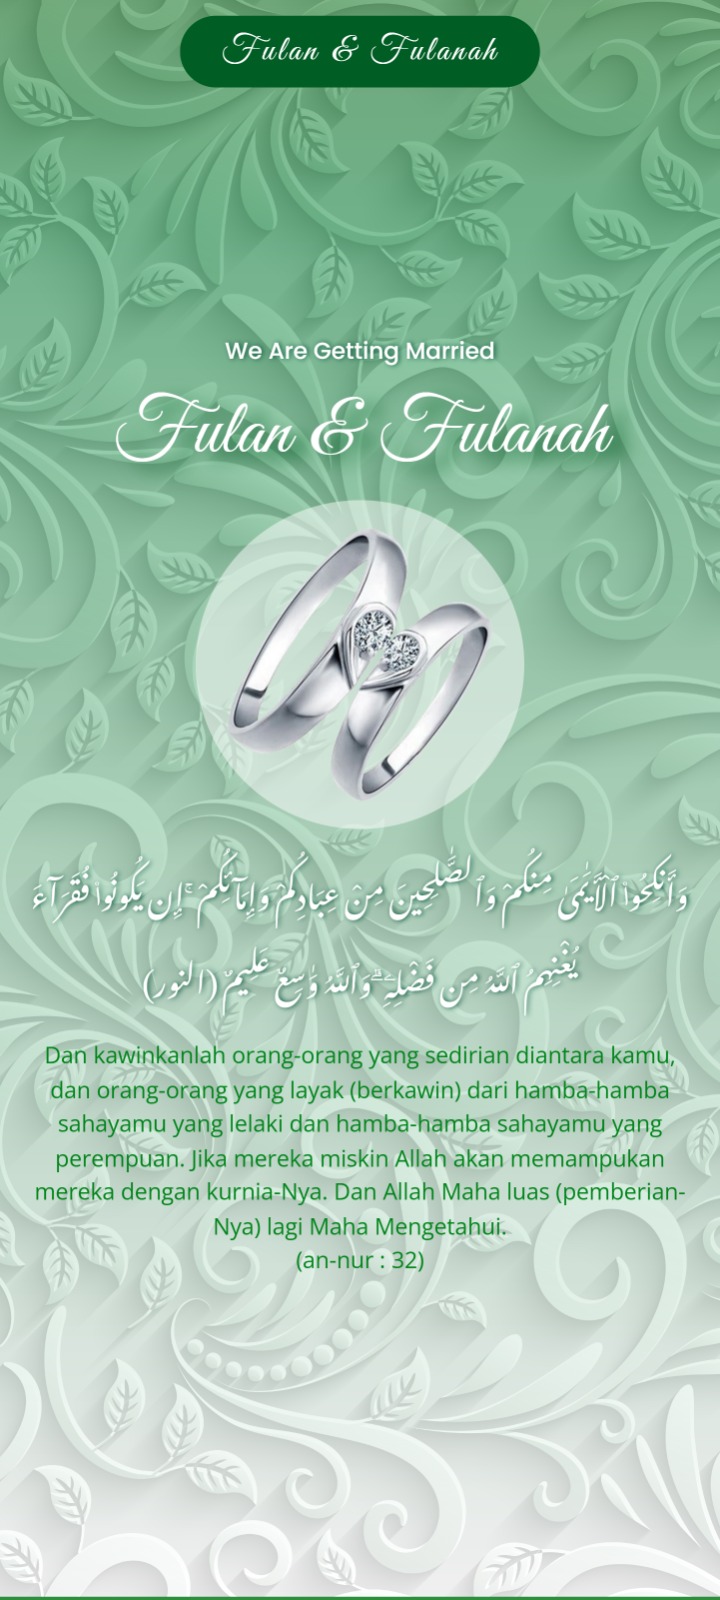 Fulan & Fulanah
We Are Getting Married
Fulan & Fulanah
وَأَنكِحُوا۟ ٱلْأَيَٰمَىٰ مِنكُمْ وَٱلصَّٰلِحِينَ مِنْ عِبَادِكُمْ وَإِمَآئِكُمْ ۚ إِن يَكُونُوا۟ فُقَرَآءَ
يُغْنِهِمُ ٱللَّهُ مِن فَضْلِهِۦ ۗ وَٱللَّهُ وَٰسِعٌ عَلِيمٌ (النور)
Dan kawinkanlah orang-orang yang sedirian diantara kamu,
dan orang-orang yang layak (berkawin) dari hamba-hamba
sahayamu yang lelaki dan hamba-hamba sahayamu yang
perempuan. Jika mereka miskin Allah akan memampukan
mereka dengan kurnia-Nya. Dan Allah Maha luas (pemberian-
Nya) lagi Maha Mengetahui.
(an-nur : 32)